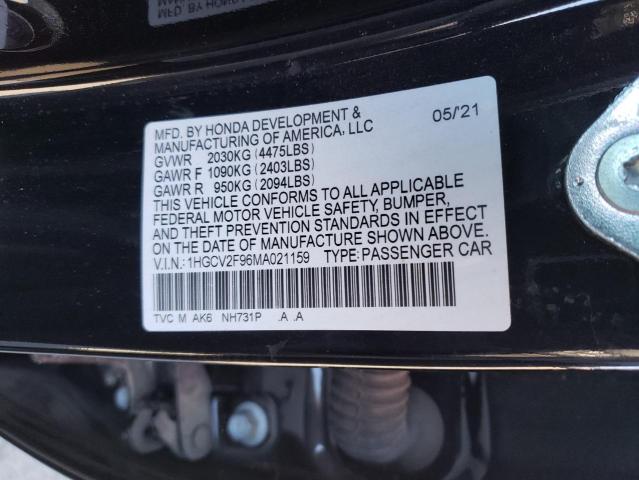 MFD. BY HONDA DEVELOPMENT & 05/'21
MANUFACTURING OF AMERICA, LLC
GVWR 2030KG (4475LBS)
GAWR F 1090KG (2403LBS)
GAWR R 950KG (2094LBS)
THIS VEHICLE CONFORMS TO ALL APPLICABLE
FEDERAL MOTOR VEHICLE SAFETY, BUMPER,
AND THEFT PREVENTION STANDARDS IN EFFECT
ON THE DATE OF MANUFACTURE SHOWN ABOVE.
V.I.N.:1HGCV2F96MA021159 TYPE:PASSENGER CAR
TVC M AK6 NH731P .A .A